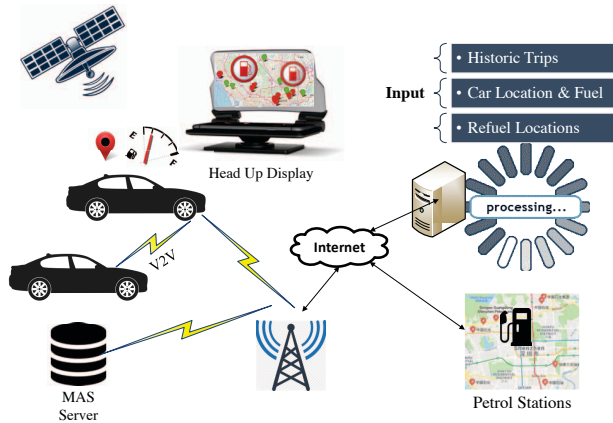 • Historic Trips
Input
• Car Location & Fuel
• Refuel Locations
E
F
Head Up Display
processing...
Internet
V2V
MAS
Server
Petrol Stations